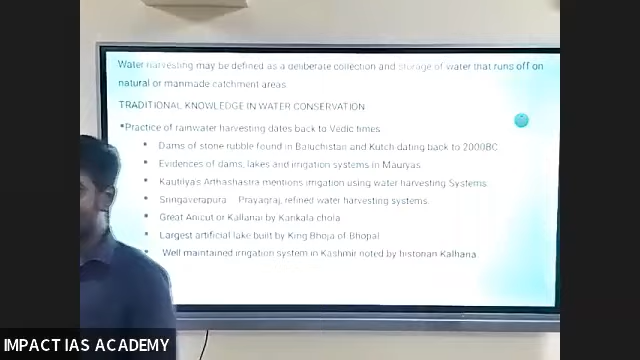 Water harvesting may be defined as a deliberate collection and storage of water that runs off on
natural or manmade catchment areas
TRADITIONAL KNOWLEDGE IN WATER CONSERVATION
▪Practice of rainwater harvesting dates back to Vedic times
▪ Dams of stone rubble found in Baluchistan and Kutch dating back to 2000BC
▪ Evidences of dams, lakes and irrigation systems in Mauryas
▪ Kautilya's Arthashastra mentions irrigation using water harvesting Systems
▪ Sringaverapura Prayagraj, refined water harvesting systems
▪ Great Anicut or Kallanai by Karikala chola
▪ Largest artificial lake built by King Bhoja of Bhopal
▪ Well maintained irrigation system in Kashmir noted by historian Kalhana
IMPACT IAS ACADEMY